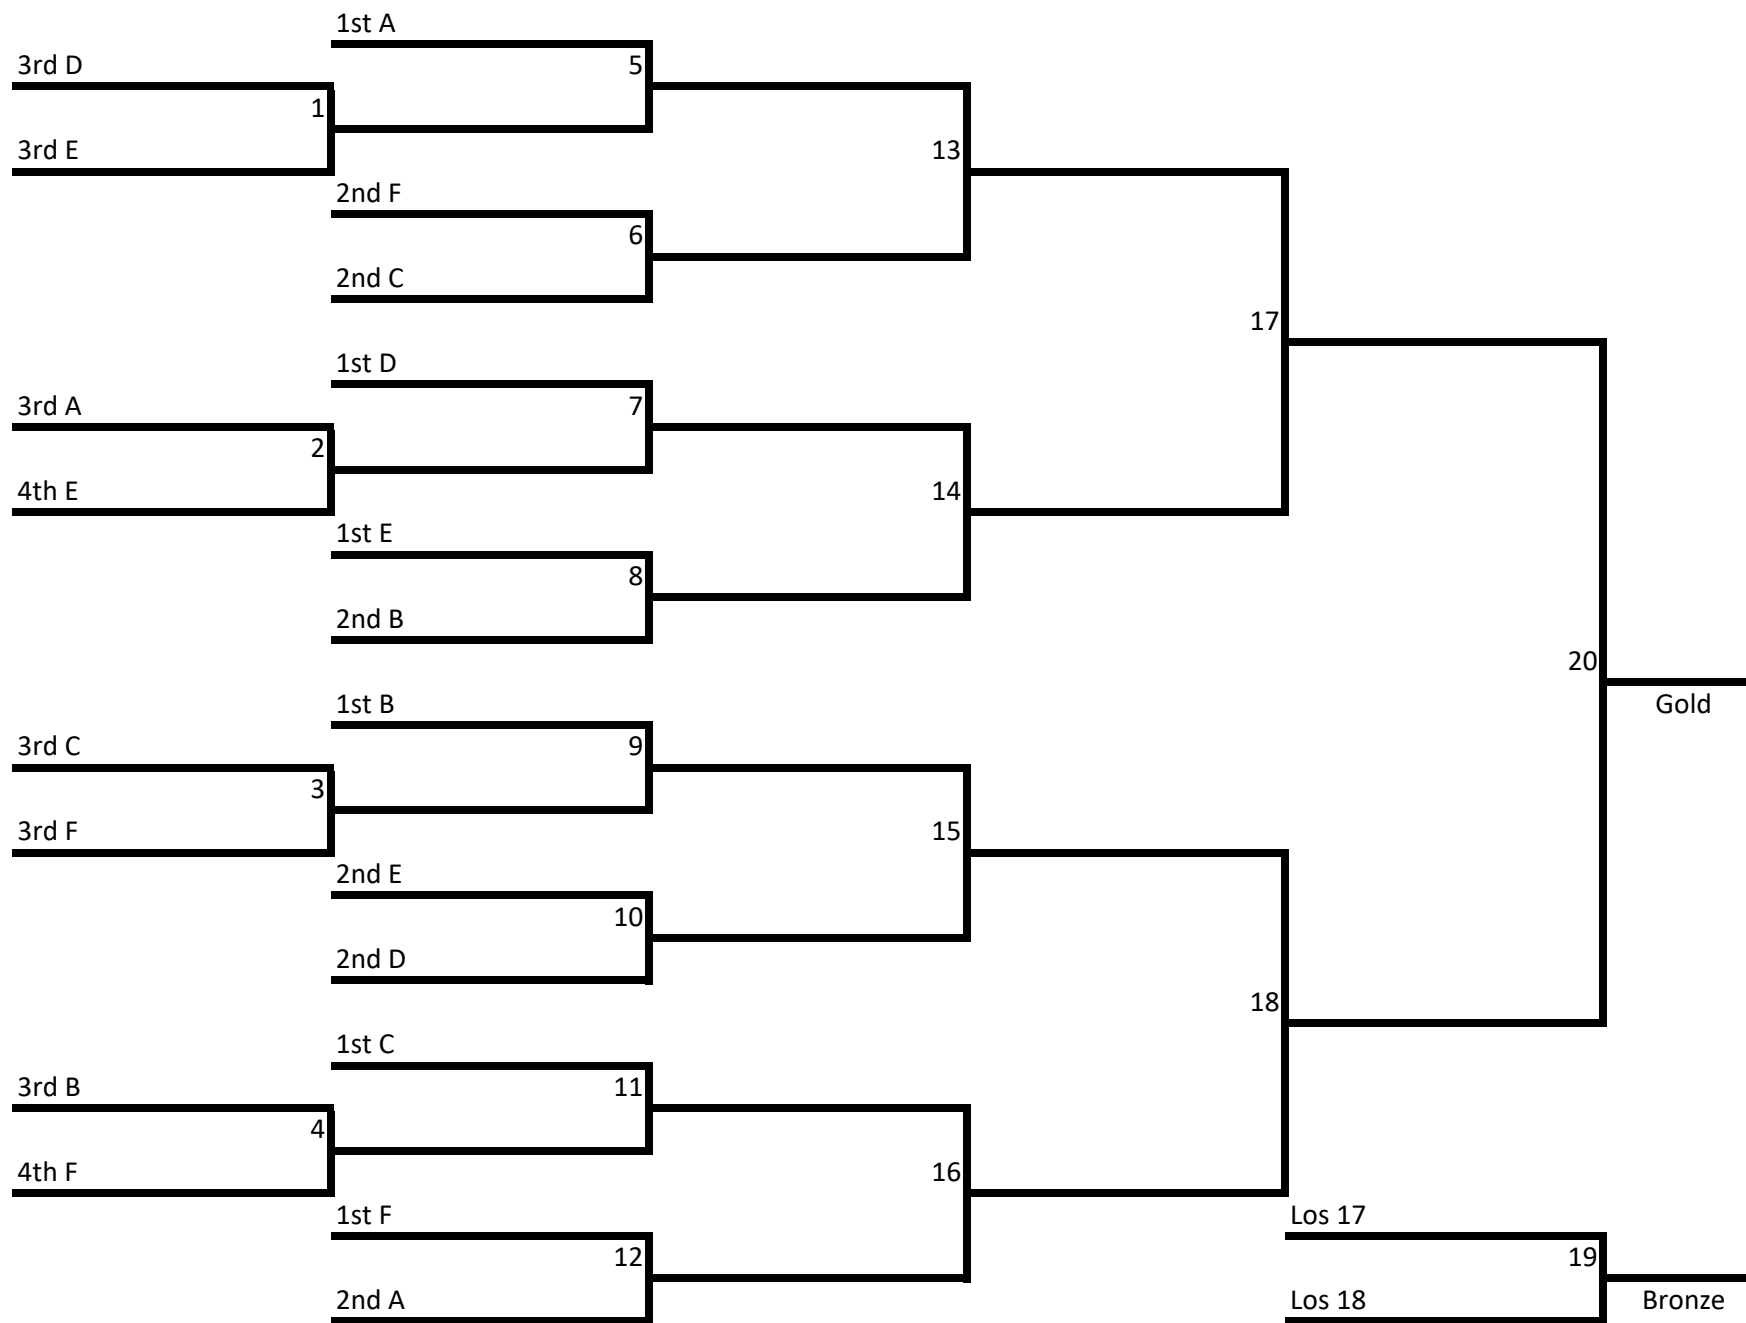 1st A
3rd D
5
1
3rd E
13
2nd F
6
2nd C
17
1st D
3rd A
7
2
4th E
14
1st E
8
2nd B
20
1st B
Gold
3rd C
9
3
3rd F
15
2nd E
10
2nd D
18
1st C
3rd B
11
4
4th F
16
1st F
Los 17
12
19
2nd A
Los 18
Bronze